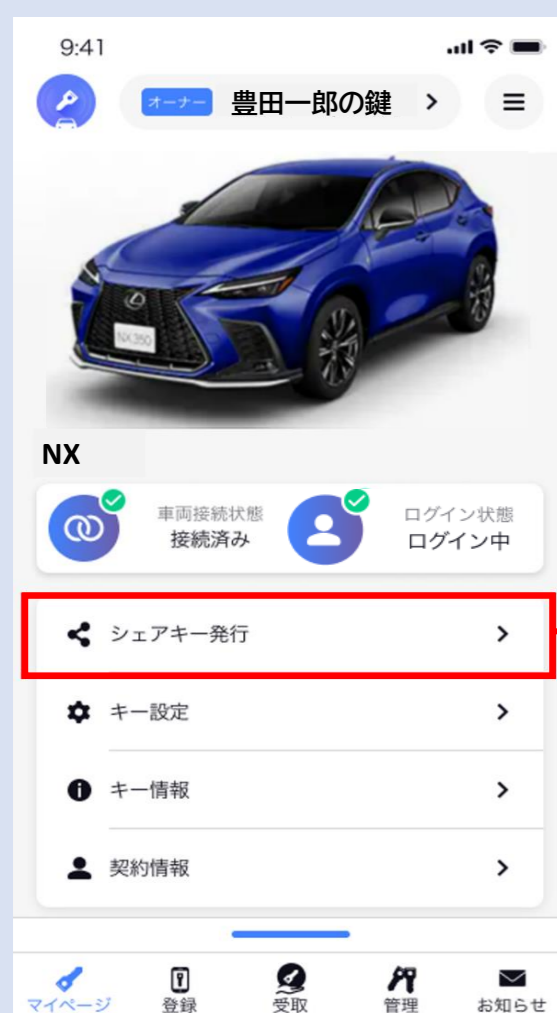 9:41
オーナー 豊田一郎の鍵
NX 350
NX
車両接続状態
接続済み
ログイン状態
ログイン中
シェアキー発行
キー設定
キー情報
契約情報
マイページ 登録 受取 管理 お知らせ